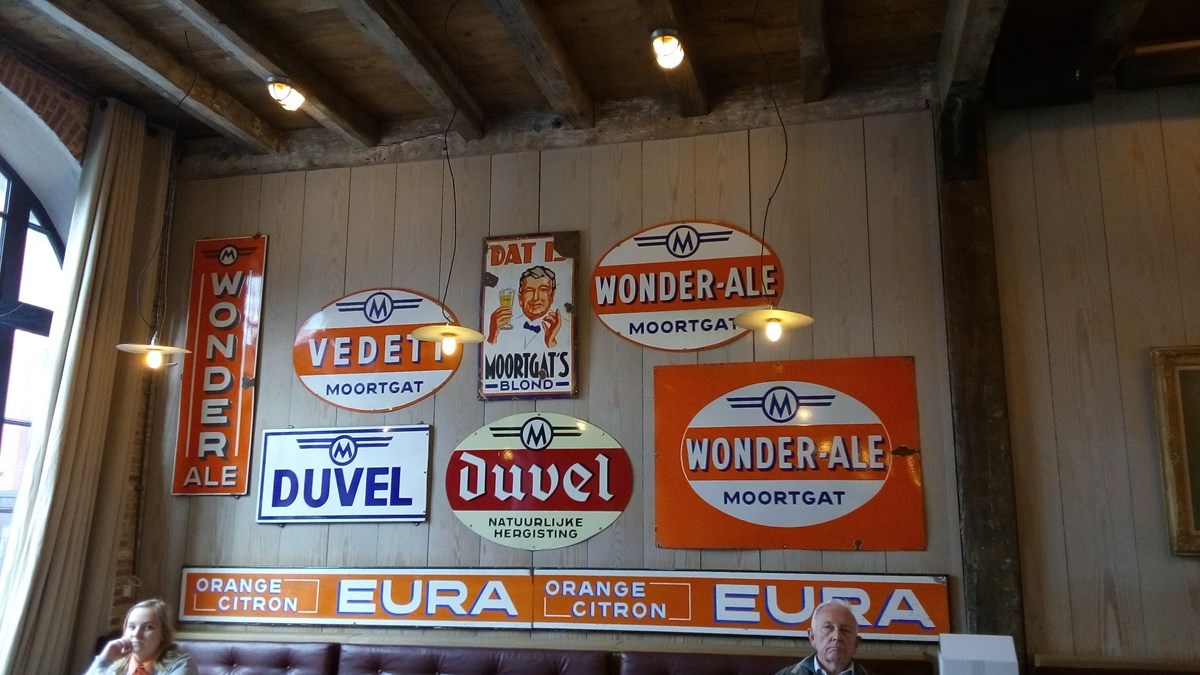 M
WONDER
ALE
M
VEDETT
MOORTGAT
DAT IS
MOORTGAT'S
BLOND
M
WONDER-ALE
MOORTGAT
M
DUVEL
M
duvel
NATUURLIJKE
HERGISTING
M
WONDER-ALE
MOORTGAT
ORANGE
CITRON
EURA
ORANGE
CITRON
EURA